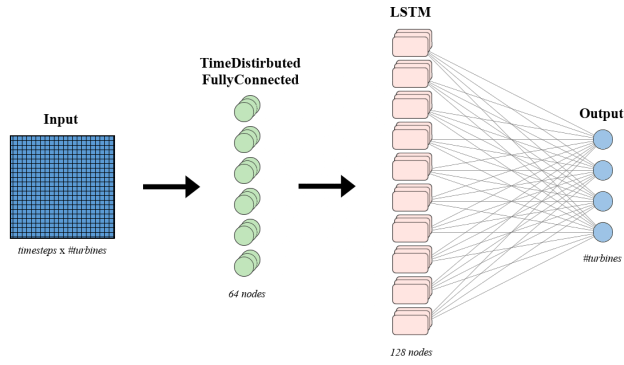 LSTM
TimeDistirbuted
FullyConnected
Input
Output
timesteps x #turbines
#turbines
64 nodes
128 nodes